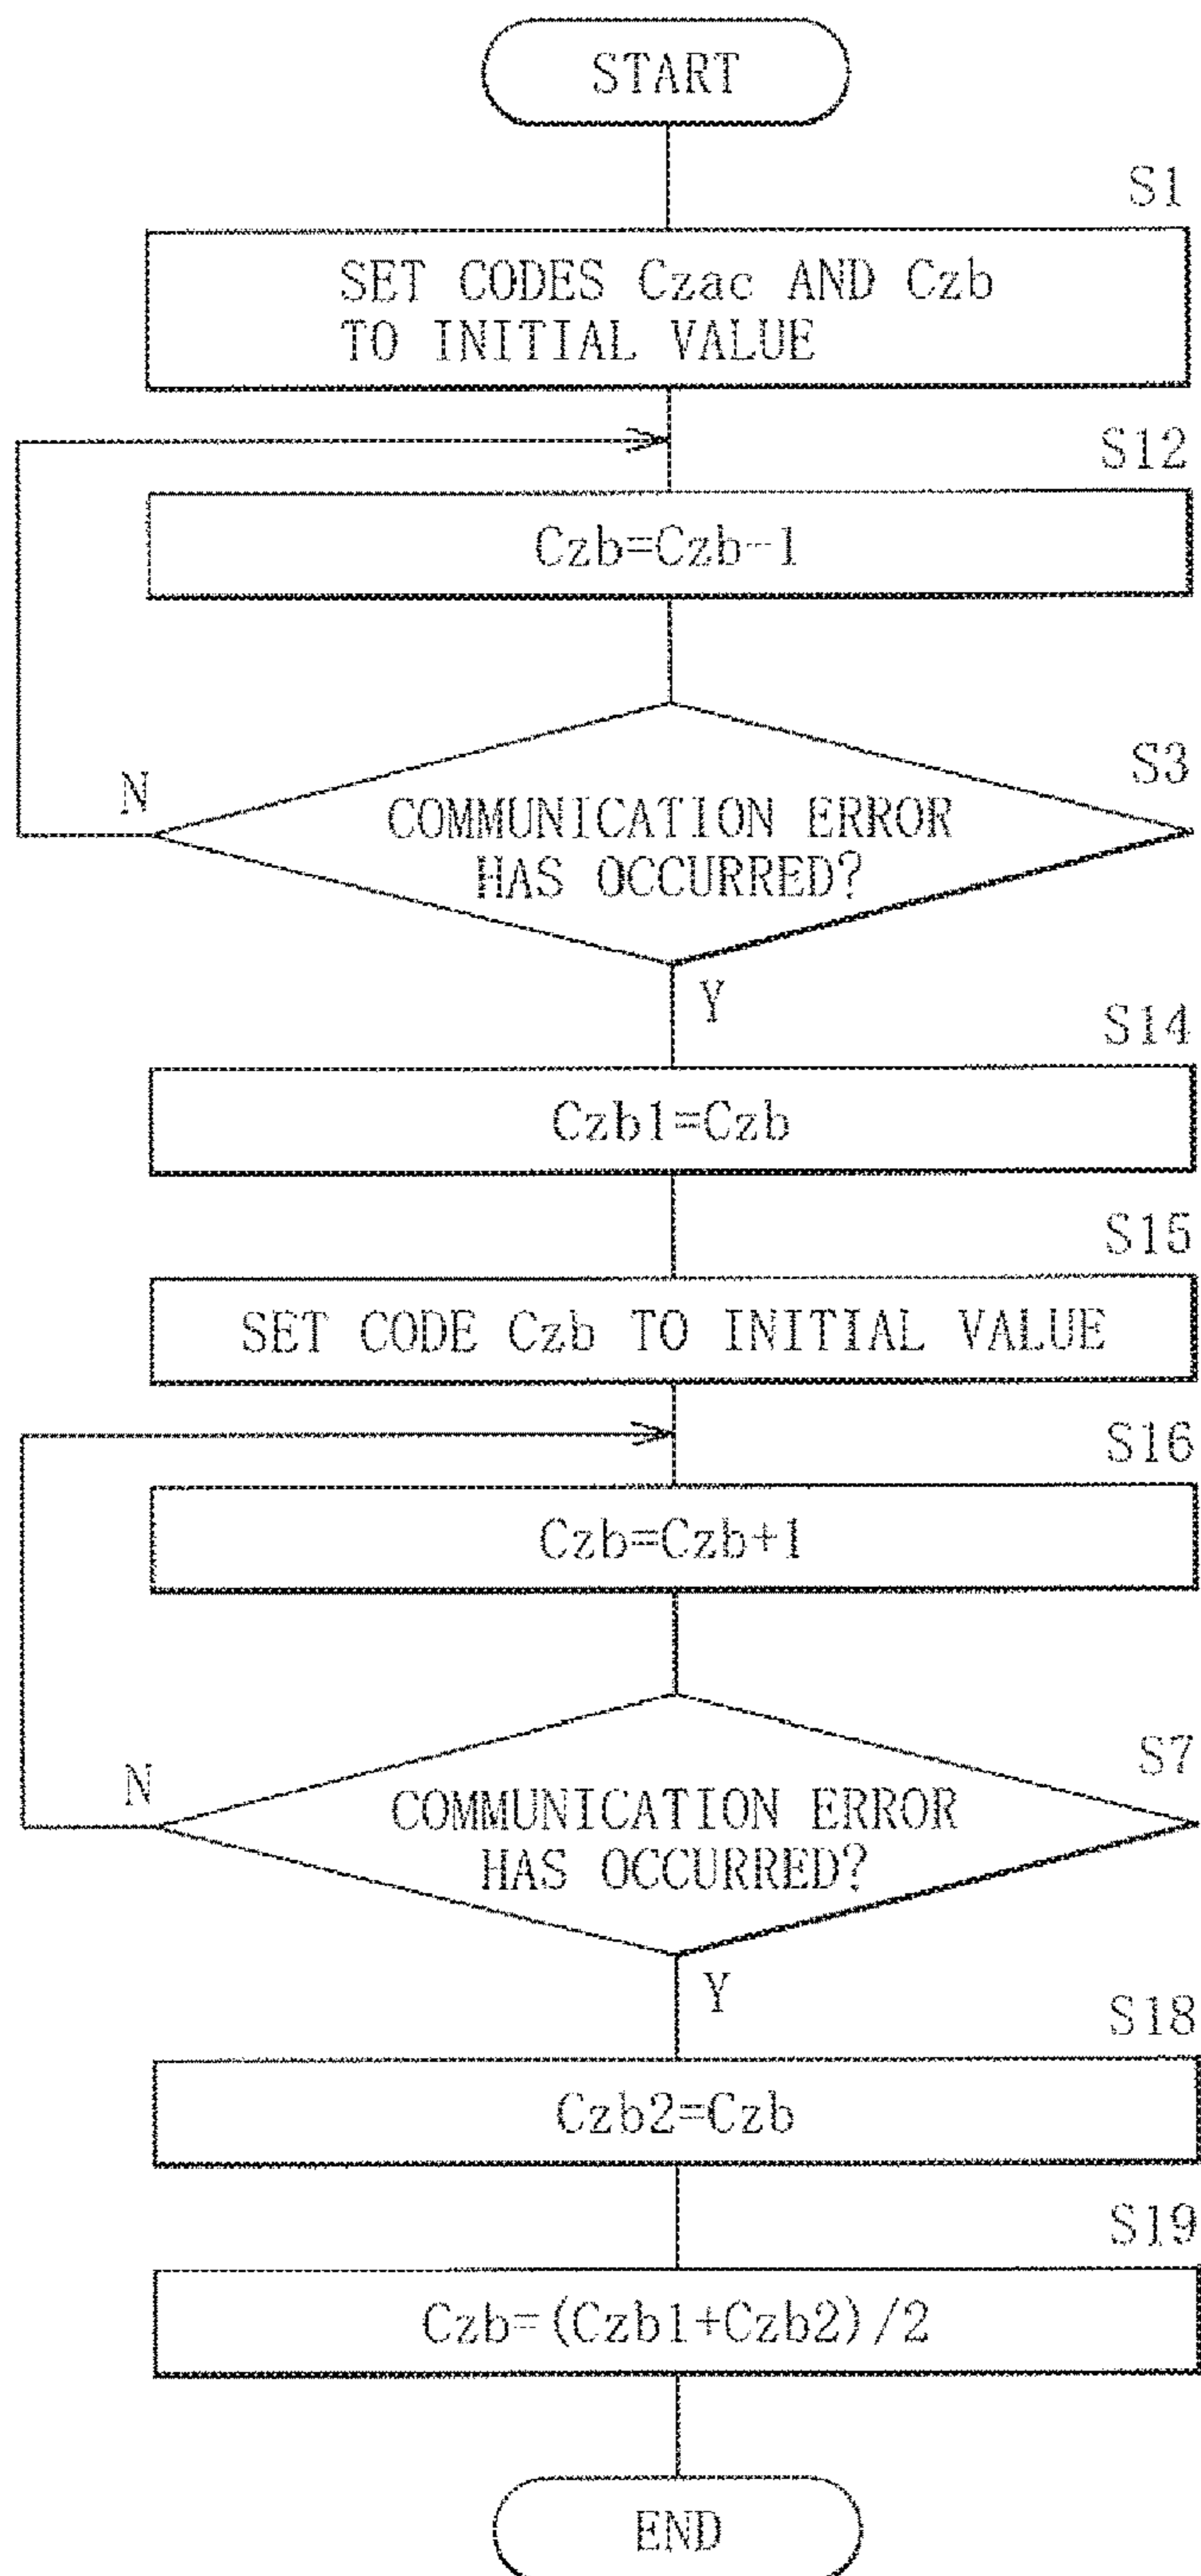 START
S1
SET CODES Czac AND Czb
TO INITIAL VALUE
S12
Czb=Czb-1
S3
N
COMMUNICATION ERROR
HAS OCCURRED?
Y
S14
Czb1=Czb
S15
SET CODE Czb TO INITIAL VALUE
S16
Czb=Czb+1
S7
N
COMMUNICATION ERROR
HAS OCCURRED?
Y
S18
Czb2=Czb
S19
Czb=(Czb1+Czb2)/2
END